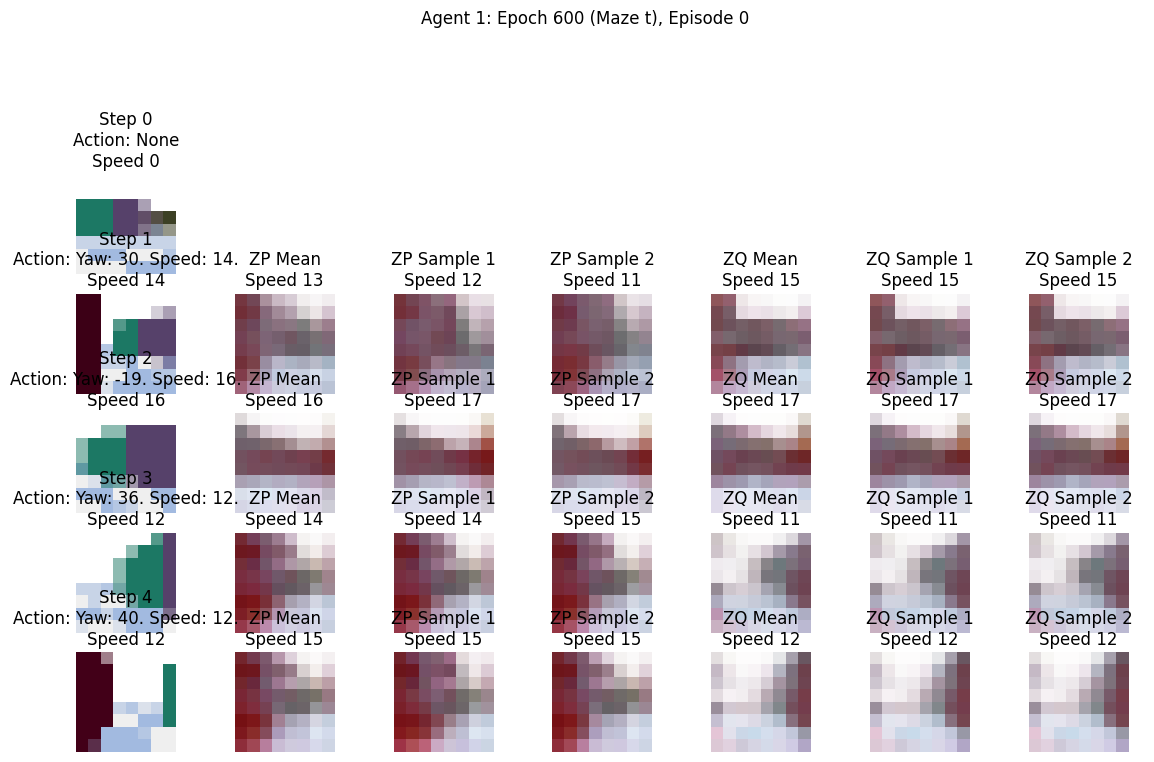 Agent 1: Epoch 600 (Maze t), Episode 0
Step 0
Action: None
Speed 0
Step 1
Action: Yaw: 30. Speed: 14.
Speed 14
ZP Mean
Speed 13
ZP Sample 1
Speed 12
ZP Sample 2
Speed 11
ZQ Mean
Speed 15
ZQ Sample 1
Speed 15
ZQ Sample 2
Speed 15
Step 2
Action: Yaw: -19. Speed: 16.
Speed 16
ZP Mean
Speed 16
ZP Sample 1
Speed 17
ZP Sample 2
Speed 17
ZQ Mean
Speed 17
ZQ Sample 1
Speed 17
ZQ Sample 2
Speed 17
Step 3
Action: Yaw: 36. Speed: 12.
Speed 12
ZP Mean
Speed 14
ZP Sample 1
Speed 14
ZP Sample 2
Speed 15
ZQ Mean
Speed 11
ZQ Sample 1
Speed 11
ZQ Sample 2
Speed 11
Step 4
Action: Yaw: 40. Speed: 12.
Speed 12
ZP Mean
Speed 15
ZP Sample 1
Speed 15
ZP Sample 2
Speed 15
ZQ Mean
Speed 12
ZQ Sample 1
Speed 12
ZQ Sample 2
Speed 12